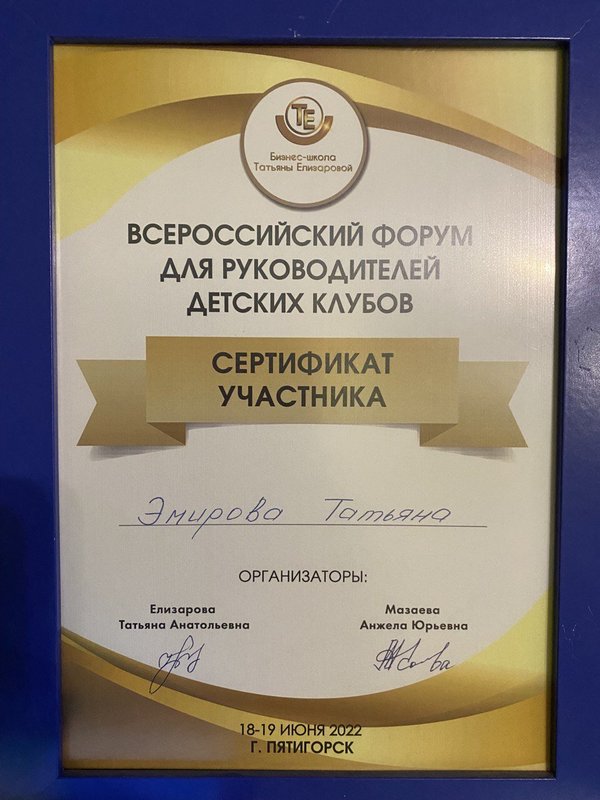 ТЕ
Бизнес-школа
Татьяны Елизаровой
ВСЕРОССИЙСКИЙ ФОРУМ
ДЛЯ РУКОВОДИТЕЛЕЙ
ДЕТСКИХ КЛУБОВ
СЕРТИФИКАТ
УЧАСТНИКА
Эмирова Татьяна
ОРГАНИЗАТОРЫ:
Елизарова
Татьяна Анатольевна
Мазаева
Анжела Юрьевна
18-19 ИЮНЯ 2022
Г. ПЯТИГОРСК